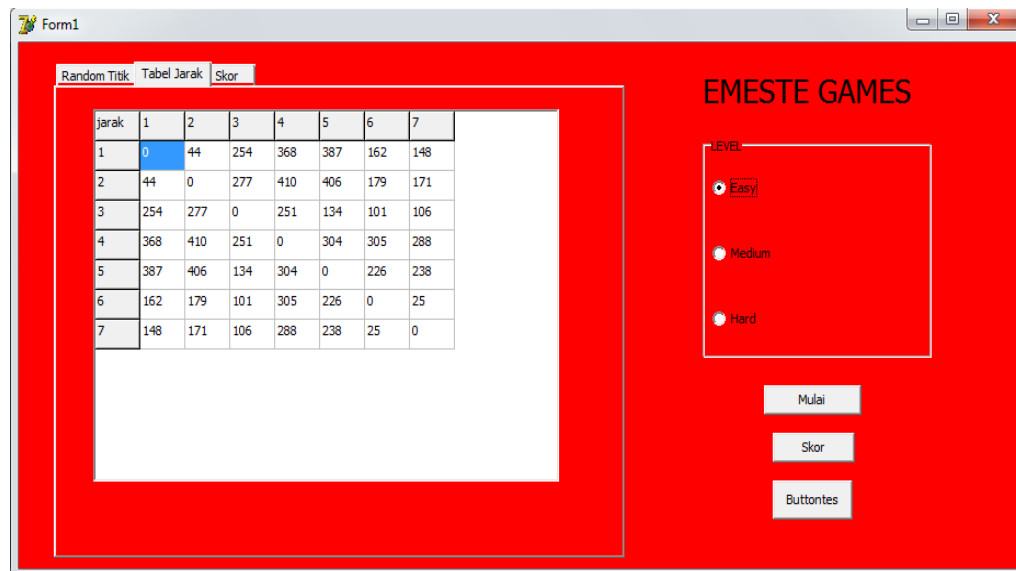 Form1
Random Titik Tabel Jarak Skor
EMESTE GAMES
jarak 1 2 3 4 5 6 7
1 0 44 254 368 387 162 148
2 44 0 277 410 406 179 171
3 254 277 0 251 134 101 106
4 368 410 251 0 304 305 288
5 387 406 134 304 0 226 238
6 162 179 101 305 226 0 25
7 148 171 106 288 238 25 0
LEVEL
Easy
Medium
Hard
Mulai
Skor
Buttontes